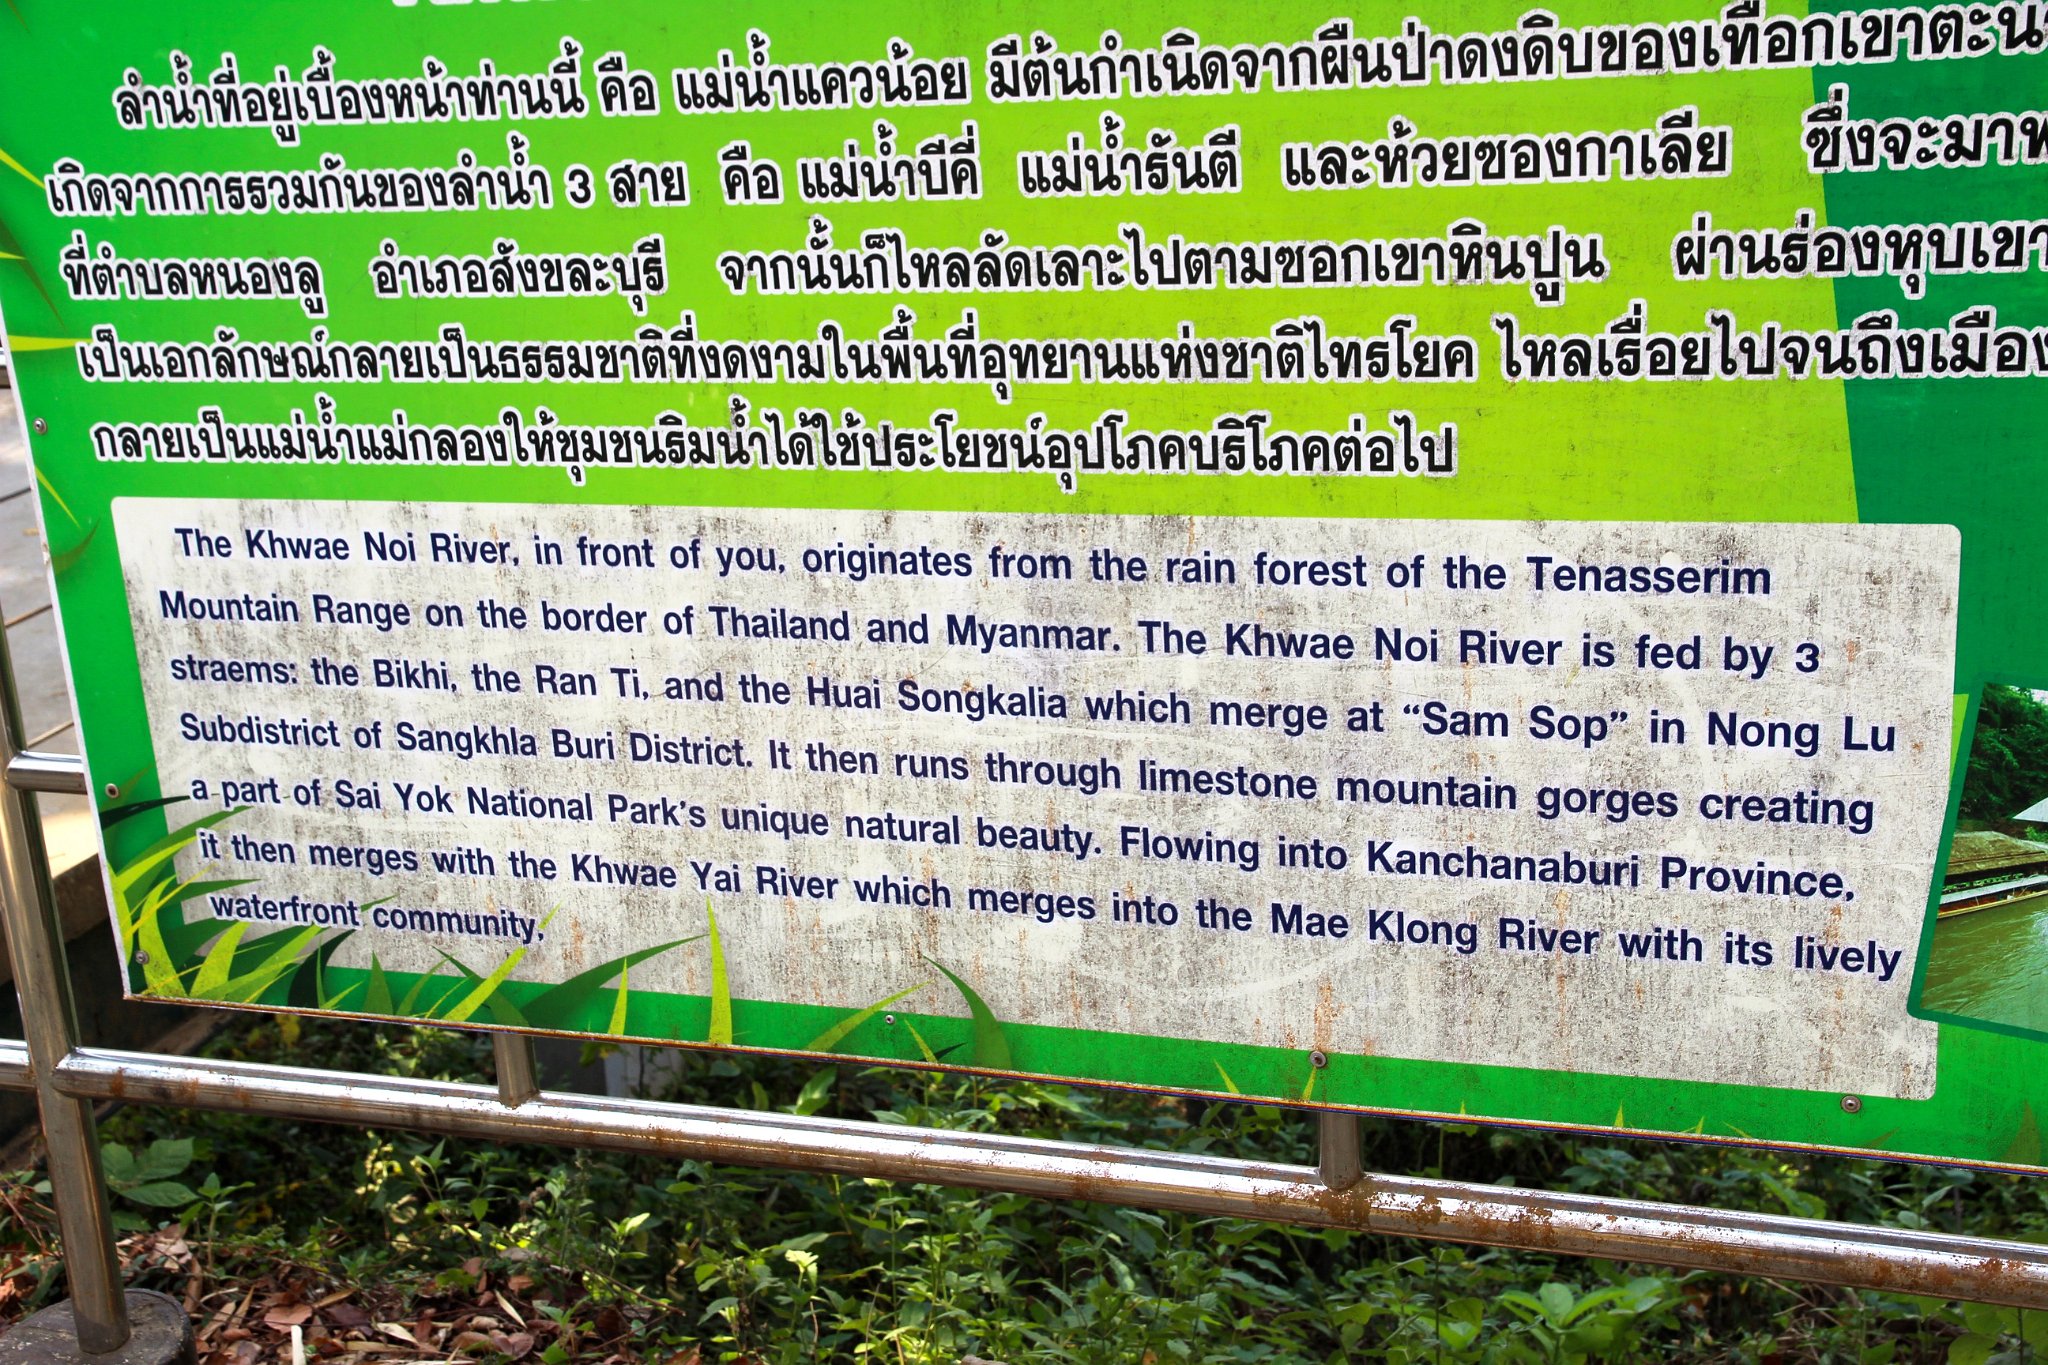 ลำน้ำที่อยู่เบื้องหน้าท่านนี้ คือ แม่น้ำแควน้อย มีต้นกำเนิดจากผืนป่าดงดิบของเทือกเขาตะนา
เกิดจากการรวมกันของลำน้ำ 3 สาย คือ แม่น้ำบีคี่ แม่น้ำรันตี และห้วยซองกาเลีย ซึ่งจะมาพ
ที่ตำบลหนองลู อำเภอสังขละบุรี จากนั้นก็ไหลลัดเลาะไปตามซอกเขาหินปูน ผ่านร่องหุบเขา
เป็นเอกลักษณ์กลายเป็นธรรมชาติที่งดงามในพื้นที่อุทยานแห่งชาติไทรโยค ไหลเรื่อยไปจนถึงเมือง
กลายเป็นแม่น้ำแม่กลองให้ชุมชนริมน้ำได้ใช้ประโยชน์อุปโภคบริโภคต่อไป
The Khwae Noi River, in front of you, originates from the rain forest of the Tenasserim
Mountain Range on the border of Thailand and Myanmar. The Khwae Noi River is fed by 3
straems: the Bikhi, the Ran Ti, and the Huai Songkalia which merge at “Sam Sop” in Nong Lu
Subdistrict of Sangkhla Buri District. It then runs through limestone mountain gorges creating
a part of Sai Yok National Park's unique natural beauty. Flowing into Kanchanaburi Province,
it then merges with the Khwae Yai River which merges into the Mae Klong River with its lively
waterfront community,